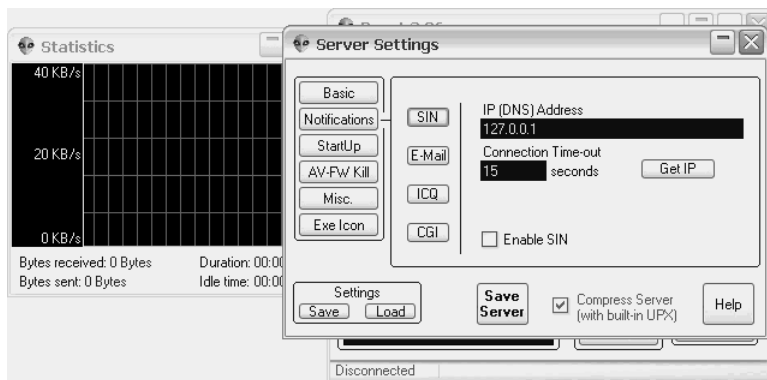 Statistics
40 KB/s
20 KB/s
0 KB/s
Bytes received: 0 Bytes
Duration: 00:00
Bytes sent: 0 Bytes
Idle time: 00:00
Server Settings
Basic
Notifications
StartUp
AV-FW Kill
Misc.
Exe Icon
SIN
E-Mail
ICQ
CGI
IP (DNS) Address
127.0.0.1
Connection Time-out
15 seconds
Get IP
Enable SIN
Settings
Save Load
Save
Server
Compress Server
(with built-in UPX)
Help
Disconnected